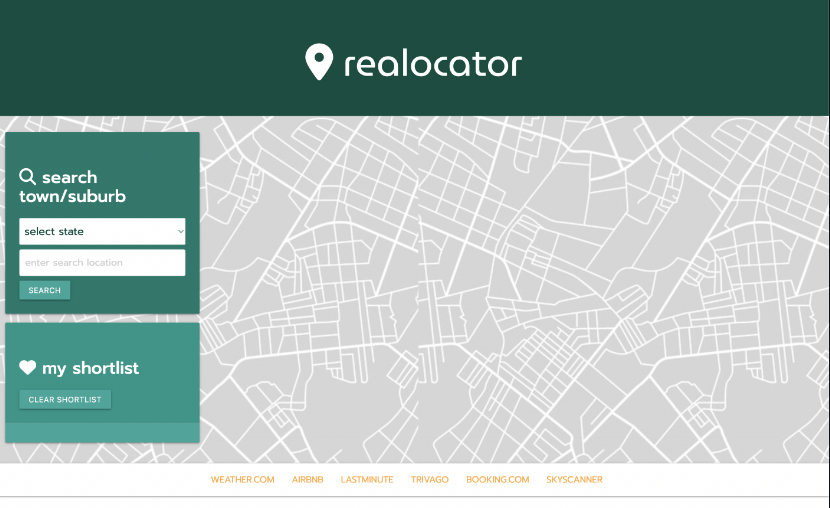 realocator
search
town/suburb
select state
enter search location
SEARCH
my shortlist
CLEAR SHORTLIST
WEATHER.COM AIRBNB LASTMINUTE TRIVAGO BOOKING.COM SKYSCANNER